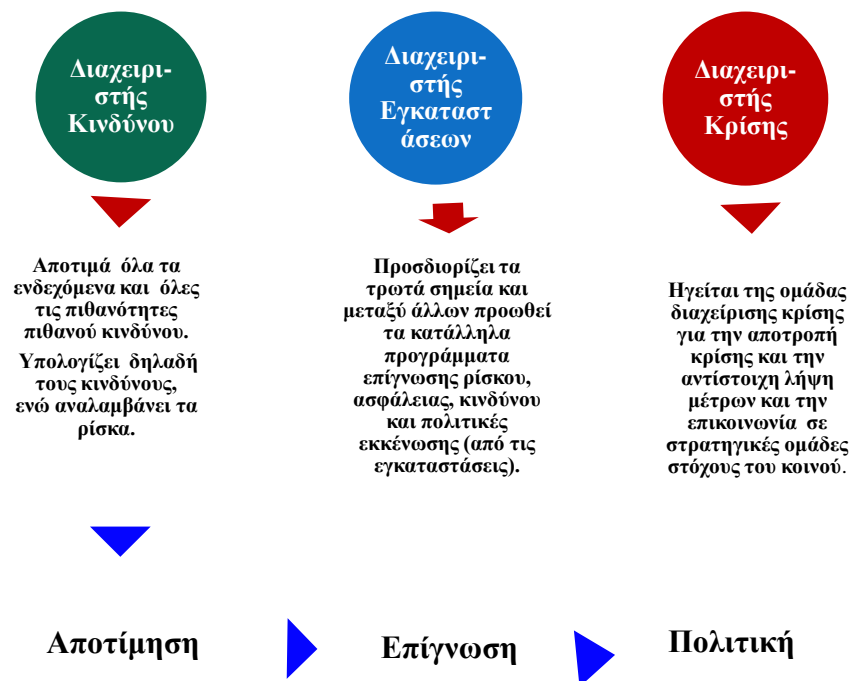 Διαχειρι-
στής
Κινδύνου
Διαχειρι-
στής
Εγκαταστ
άσεων
Διαχειρι-
στής
Κρίσης
Αποτιμά όλα τα
ενδεχόμενα και όλες
τις πιθανότητες
πιθανού κινδύνου.
Υπολογίζει δηλαδή
τους κινδύνους,
ενώ αναλαμβάνει τα
ρίσκα.
Προσδιορίζει τα
τρωτά σημεία και
μεταξύ άλλων προωθεί
τα κατάλληλα
προγράμματα
επίγνωσης ρίσκου,
ασφάλειας, κινδύνου
και πολιτικές
εκκένωσης (από τις
εγκαταστάσεις).
Ηγείται της ομάδας
διαχείρισης κρίσης
για την αποτροπή
κρίσης και την
αντίστοιχη λήψη
μέτρων και την
επικοινωνία σε
στρατηγικές ομάδες
στόχους του κοινού.
Αποτίμηση
Επίγνωση
Πολιτική